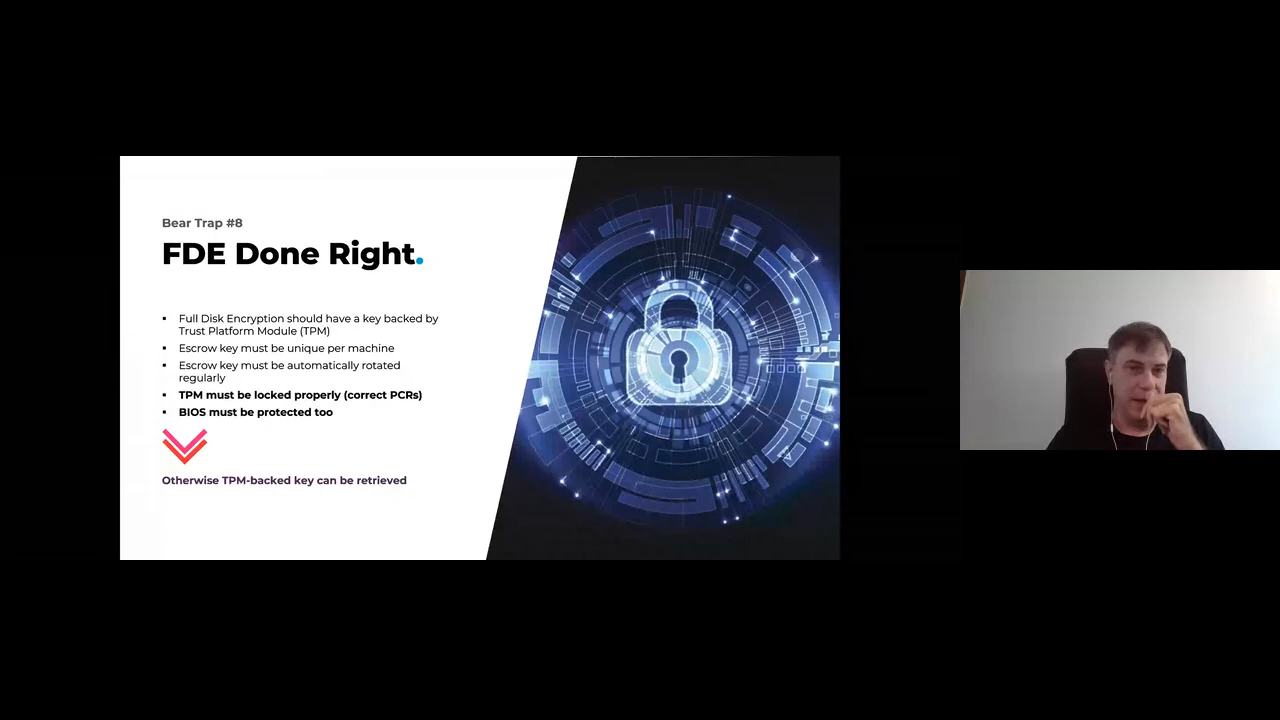 Bear Trap #8
FDE Done Right.
▪ Full Disk Encryption should have a key backed by
Trust Platform Module (TPM)
▪ Escrow key must be unique per machine
▪ Escrow key must be automatically rotated
regularly
▪ TPM must be locked properly (correct PCRs)
▪ BIOS must be protected too
Otherwise TPM-backed key can be retrieved